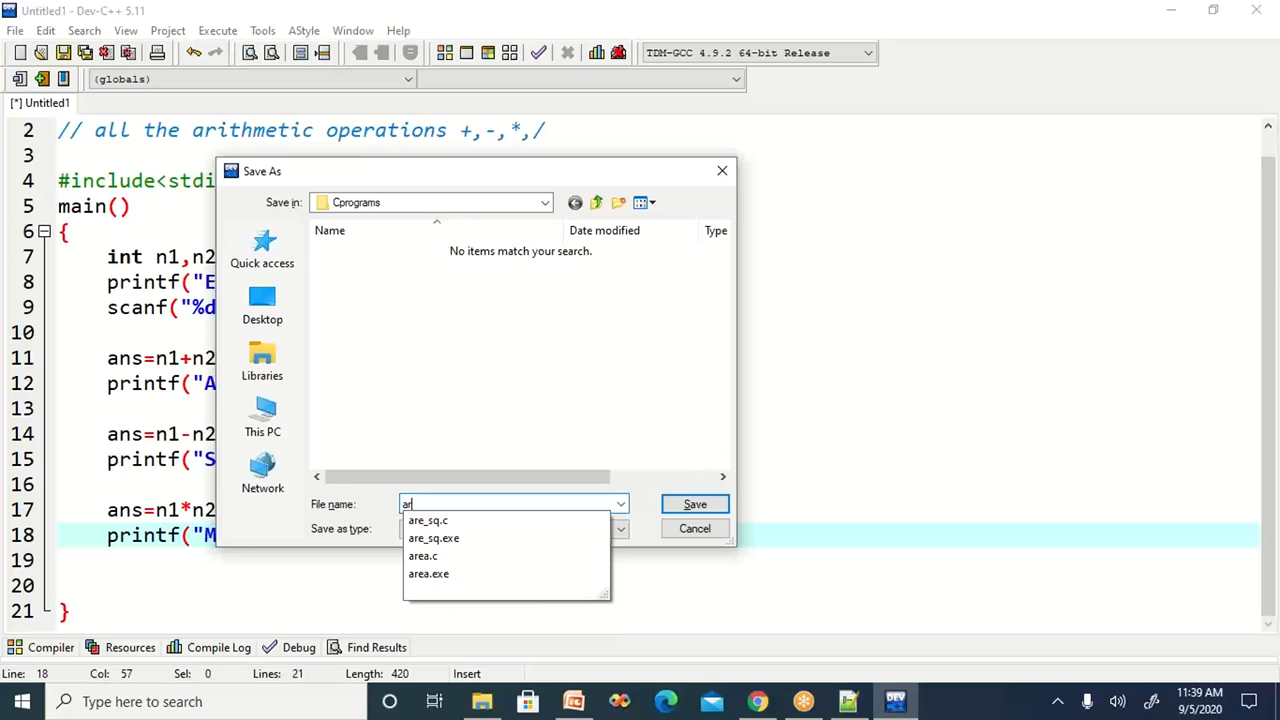 Untitled1 - Dev-C++ 5.11
File Edit Search View Project Execute Tools AStyle Window Help
TDM-GCC 4.9.2 64-bit Release
(globals)
[*] Untitled1
2 // all the arithmetic operations +,-,*,/
3
4 #include<stdi
5 main()
6 {
7 int n1,n2
8 printf("E
9 scanf("%d
10
11 ans=n1+n2
12 printf("A
13
14 ans=n1-n2
15 printf("S
16
17 ans=n1*n2
18 printf("M
19
20
21 }
Save As
Save in: Cprograms
Name Date modified Type
No items match your search.
Quick access
Desktop
Libraries
This PC
Network
File name: ar Save
Save as type: Cancel
are_sq.c
are_sq.exe
area.c
area.exe
Compiler Resources Compile Log Debug Find Results
Line: 18 Col: 57 Sel: 0 Lines: 21 Length: 420 Insert
Type here to search
11:39 AM
9/5/2020